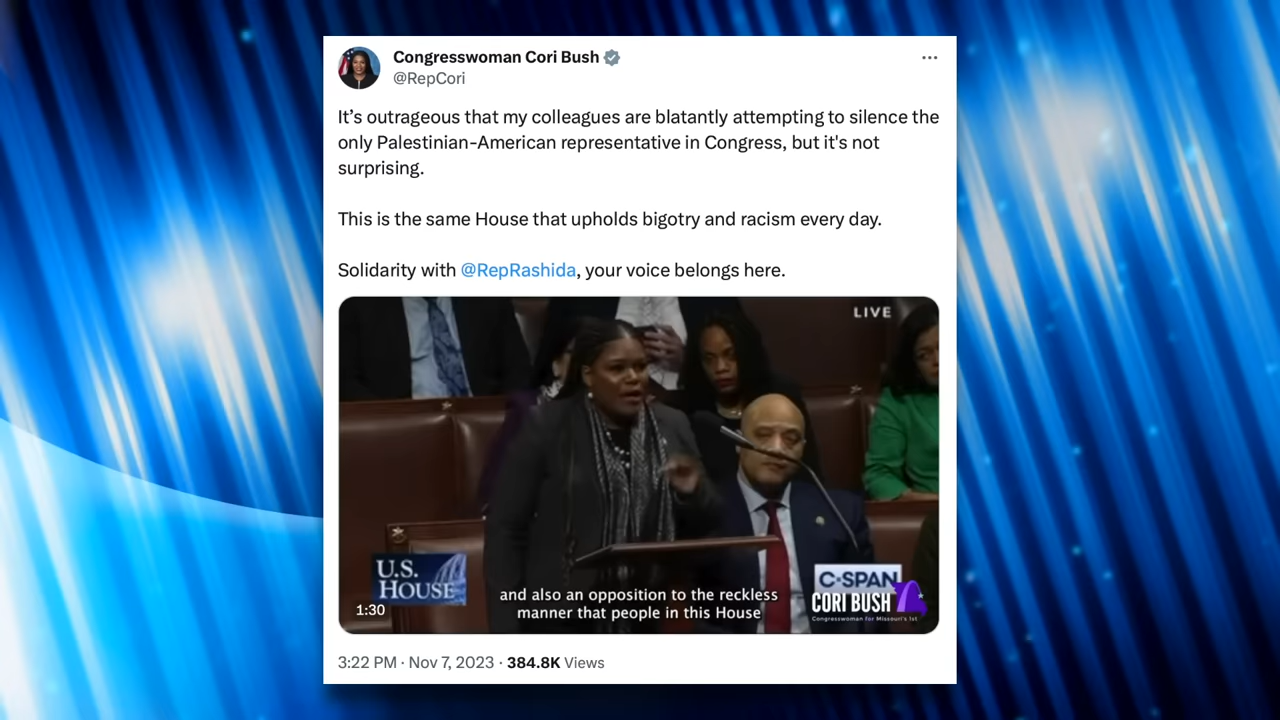 Congresswoman Cori Bush
@RepCori
It’s outrageous that my colleagues are blatantly attempting to silence the
only Palestinian-American representative in Congress, but it's not
surprising.
This is the same House that upholds bigotry and racism every day.
Solidarity with @RepRashida, your voice belongs here.
LIVE
U.S.
HOUSE
1:30
and also an opposition to the reckless
manner that people in this House
C-SPAN
CORI BUSH
Congresswoman for Missouri's 1st
3:22 PM · Nov 7, 2023 · 384.8K Views